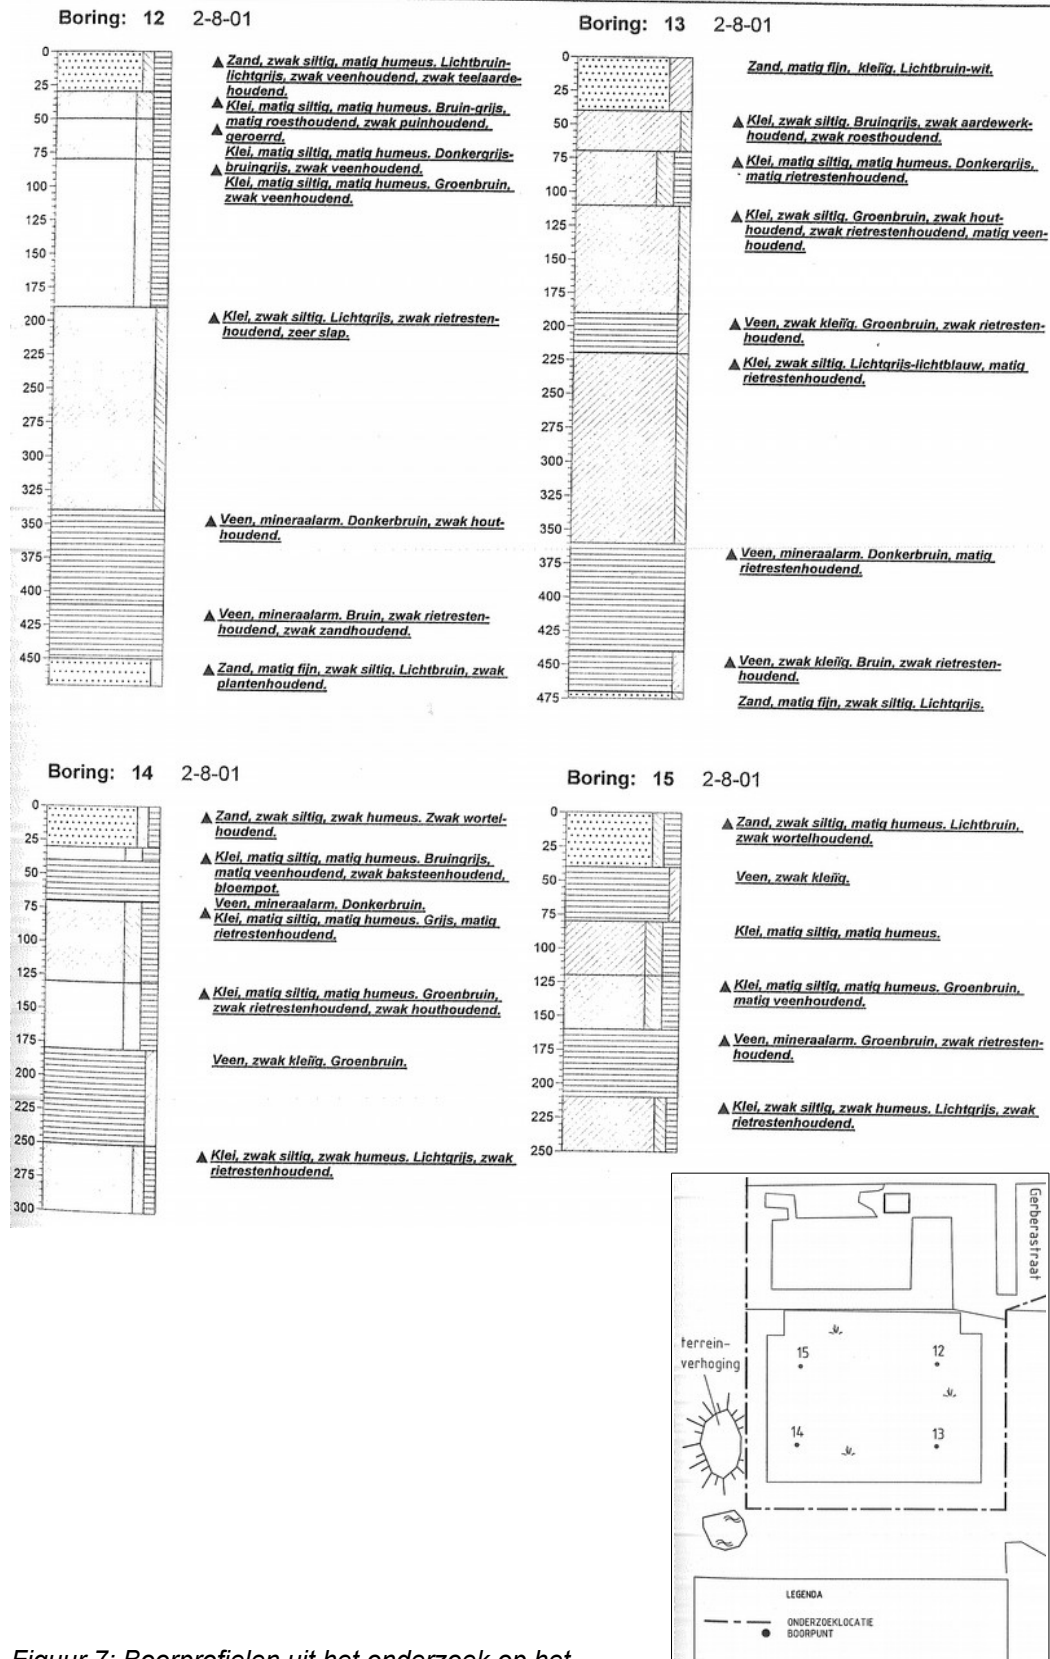 Boring: 12 2-8-01
0
25
50
75
100
125
150
175
200
225
250
275
300
325
350
375
400
425
450
Zand, zwak siltig, matig humeus. Lichtbruin-
lichtgrijs, zwak veenhoudend, zwak teelaarde-
houdend.
Klei, matig siltig, matig humeus. Bruin-grijs,
matig roesthoudend, zwak puinhoudend,
geroerrd.
Klei, matig siltig, matig humeus. Donkergrijs-
bruingrijs, zwak veenhoudend.
Klei, matig siltig, matig humeus. Groenbruin,
zwak veenhoudend.
Klei, zwak siltig. Lichtgrijs, zwak rietresten-
houdend, zeer slap.
Veen, mineraalarm. Donkerbruin, zwak hout-
houdend.
Veen, mineraalarm. Bruin, zwak rietresten-
houdend, zwak zandhoudend.
Zand, matig fijn, zwak siltig. Lichtbruin, zwak
plantenhoudend.
Boring: 13 2-8-01
0
25
50
75
100
125
150
175
200
225
250
275
300
325
350
375
400
425
450
475
Zand, matig fijn, kleiïg. Lichtbruin-wit.
Klei, zwak siltig. Bruingrijs, zwak aardewerk-
houdend, zwak roesthoudend.
Klei, matig siltig, matig humeus. Donkergrijs,
matig rietrestenhoudend.
Klei, zwak siltig. Groenbruin, zwak hout-
houdend, zwak rietrestenhoudend, matig veen-
houdend.
Veen, zwak kleiïg. Groenbruin, zwak rietresten-
houdend.
Klei, zwak siltig. Lichtgrijs-lichtblauw, matig
rietrestenhoudend.
Veen, mineraalarm. Donkerbruin, matig
rietrestenhoudend.
Veen, zwak kleiïg. Bruin, zwak rietresten-
houdend.
Zand, matig fijn, zwak siltig. Lichtgrijs.
Boring: 14 2-8-01
0
25
50
75
100
125
150
175
200
225
250
275
300
Zand, zwak siltig, zwak humeus. Zwak wortel-
houdend.
Klei, matig siltig, matig humeus. Bruingrijs,
matig veenhoudend, zwak baksteenhoudend,
bloempot.
Veen, mineraalarm. Donkerbruin.
Klei, matig siltig, matig humeus. Grijs, matig
rietrestenhoudend.
Klei, matig siltig, matig humeus. Groenbruin,
zwak rietrestenhoudend, zwak houthoudend.
Veen, zwak kleiïg. Groenbruin.
Klei, zwak siltig, zwak humeus. Lichtgrijs, zwak
rietrestenhoudend.
Boring: 15 2-8-01
0
25
50
75
100
125
150
175
200
225
250
Zand, zwak siltig, matig humeus. Lichtbruin,
zwak wortelhoudend.
Veen, zwak kleiïg.
Klei, matig siltig, matig humeus.
Klei, matig siltig, matig humeus. Groenbruin,
matig veenhoudend.
Veen, mineraalarm. Groenbruin, zwak rietresten-
houdend.
Klei, zwak siltig, zwak humeus. Lichtgrijs, zwak
rietrestenhoudend.
Gerberastraat
terrein-
verhoging
15
12
14
13
LEGENDA
ONDERZOEKLOCATIE
BOORPUNT
Figuur 7: Boorprofielen uit het onderzoek op het